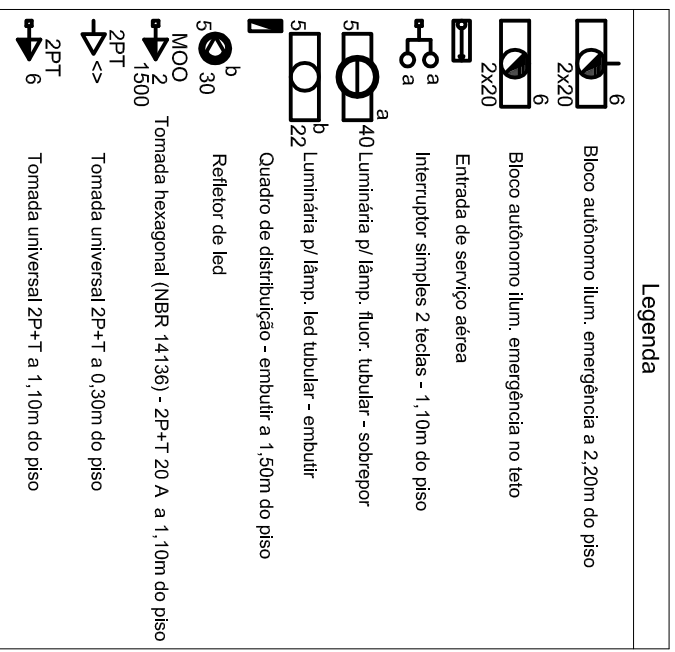 Legenda
6
2x20
Bloco autônomo ilum. emergência a 2,20m do piso
6
2x20
Bloco autônomo ilum. emergência no teto
Entrada de serviço aérea
a
a
Interruptor simples 2 teclas - 1,10m do piso
5
a
40
Luminária p/ lâmp. fluor. tubular - sobrepor
5
b
22
Luminária p/ lâmp. led tubular - embutir
Quadro de distribuição - embutir a 1,50m do piso
5
b
30
Refletor de led
MOO
2
1500
Tomada hexagonal (NBR 14136) - 2P+T 20 A a 1,10m do piso
2PT
<>
Tomada universal 2P+T a 0,30m do piso
2PT
6
Tomada universal 2P+T a 1,10m do piso